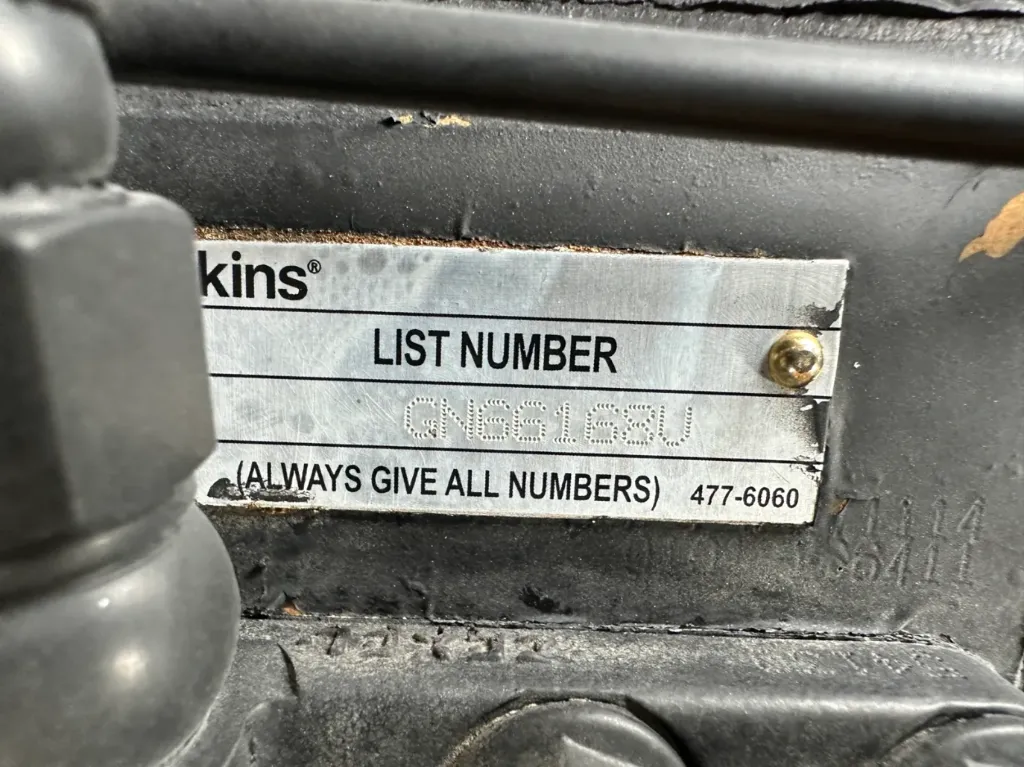 kins®
LIST NUMBER
GN66168U
(ALWAYS GIVE ALL NUMBERS) 477-6060